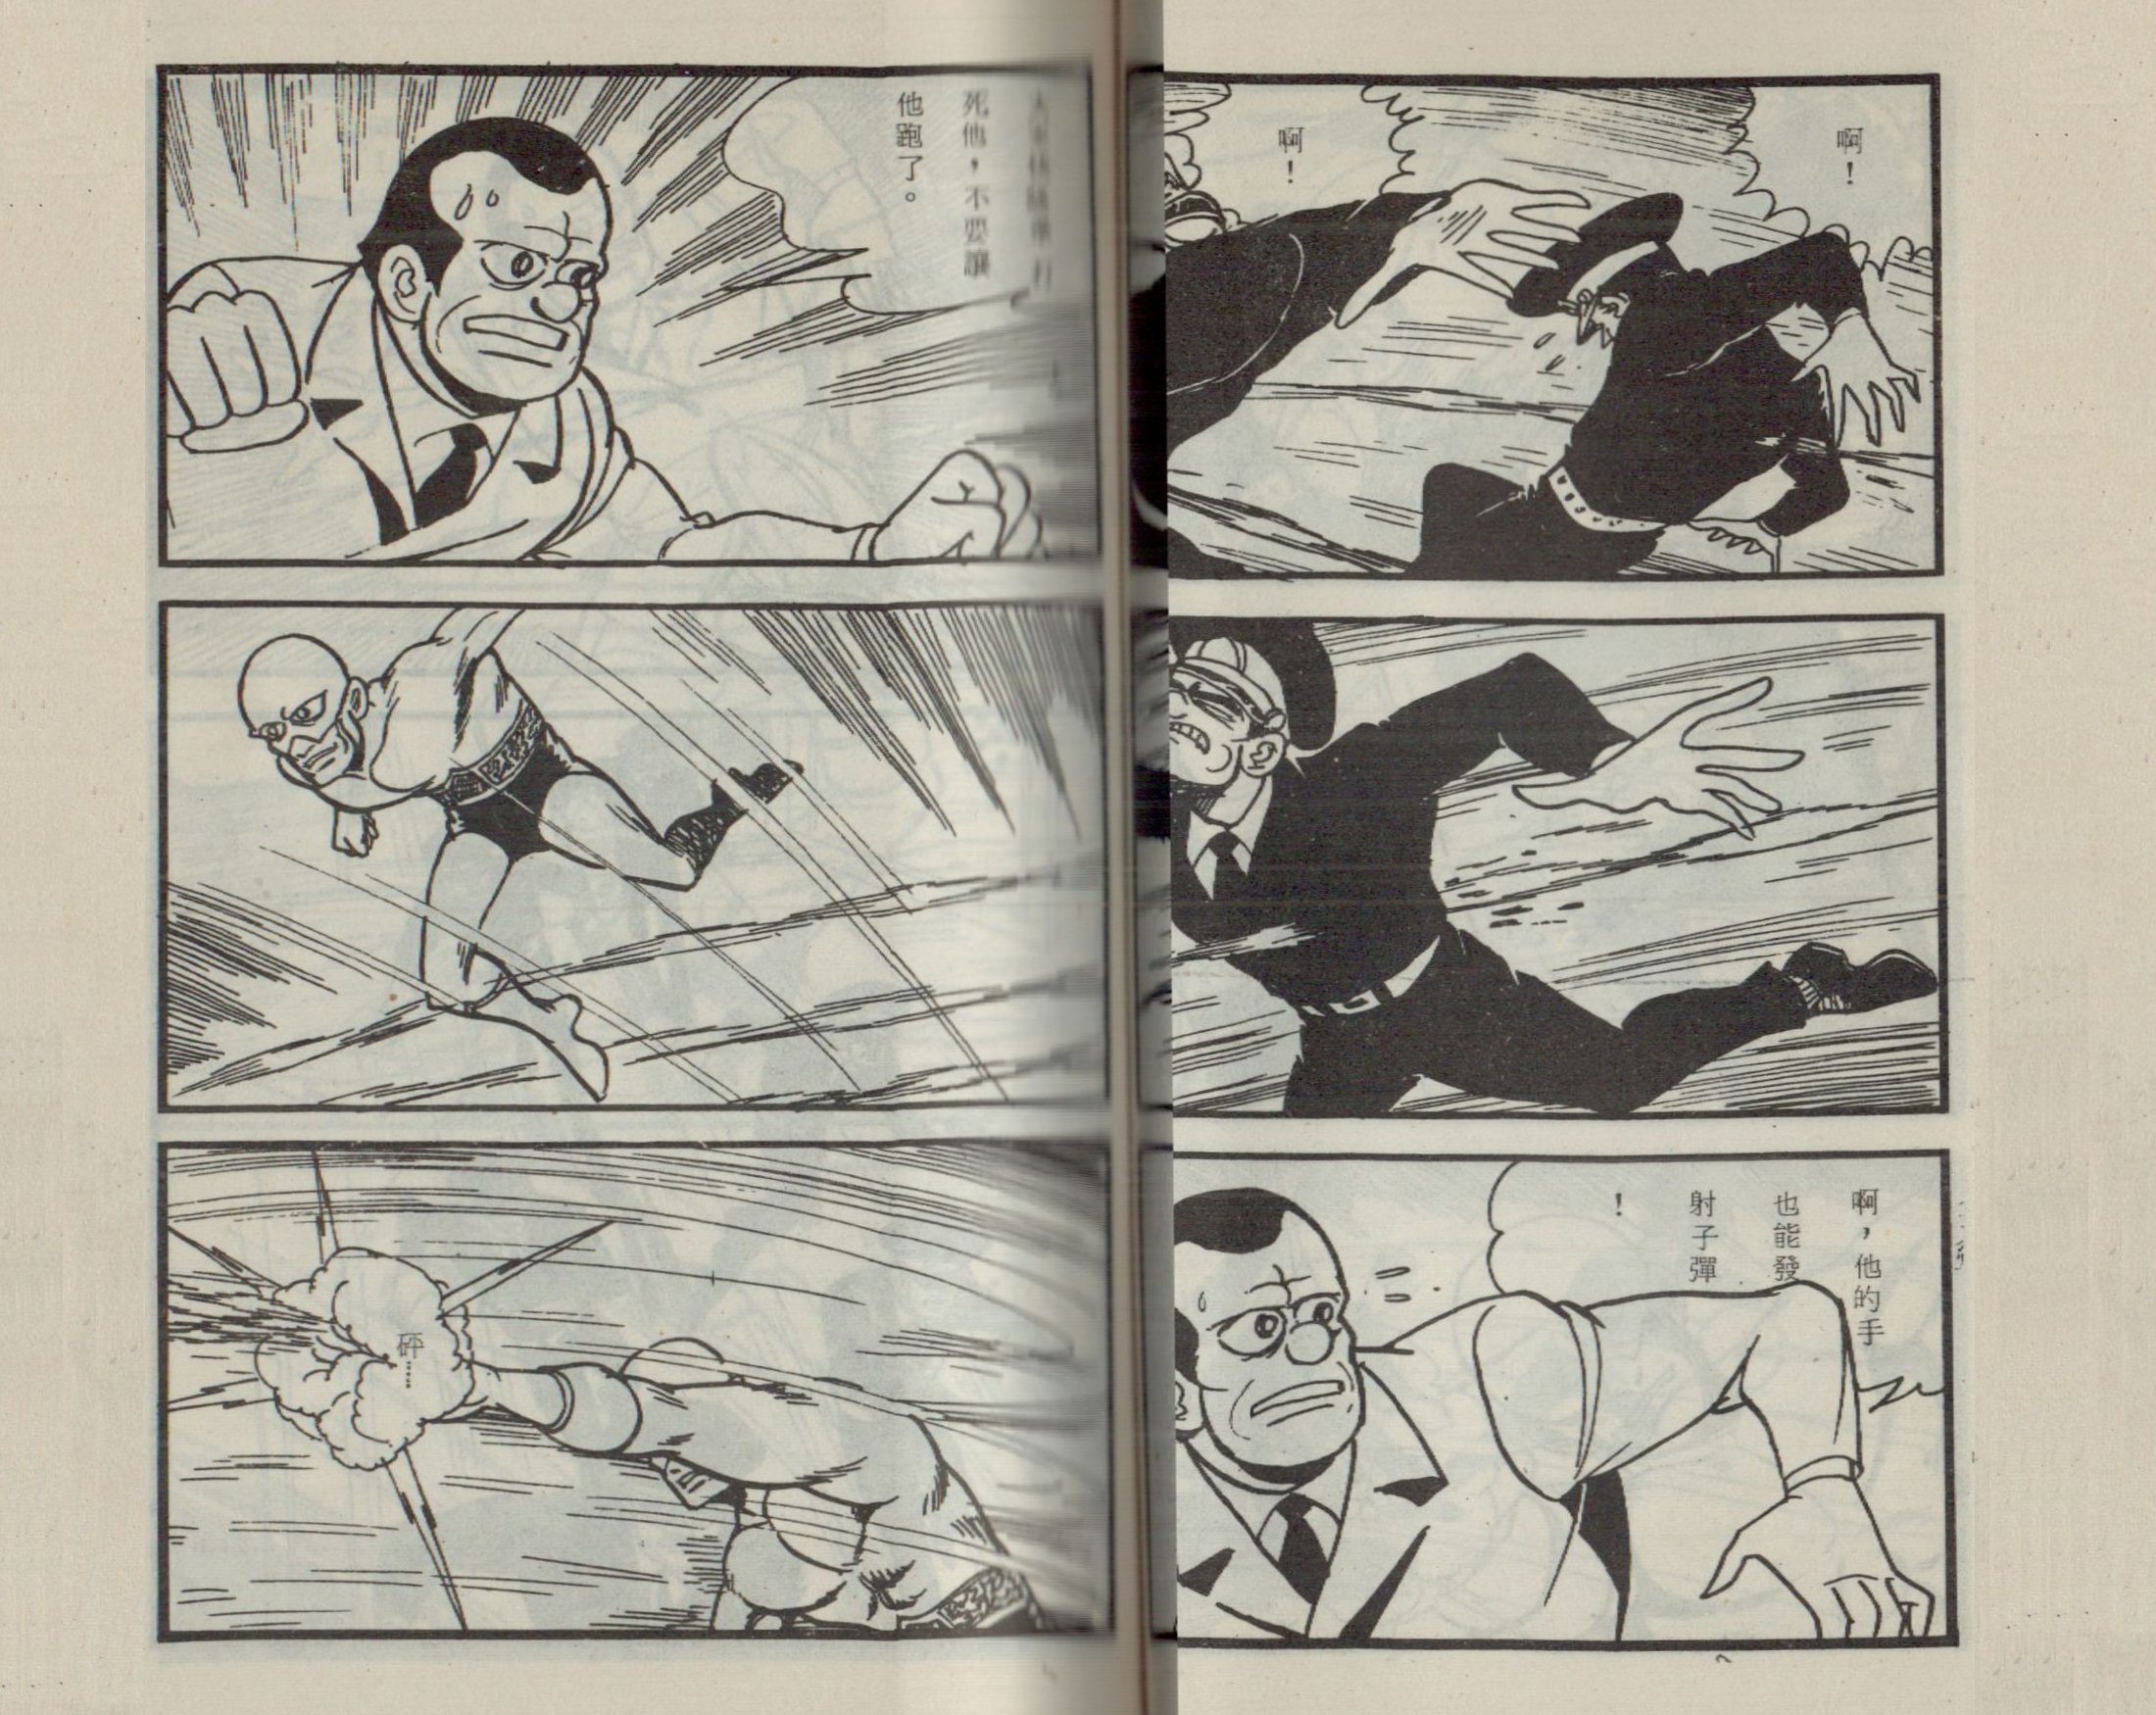 啊！
啊！
啊，他的手
也能發
射子彈
！
死他，不要讓
他跑了。
砰……